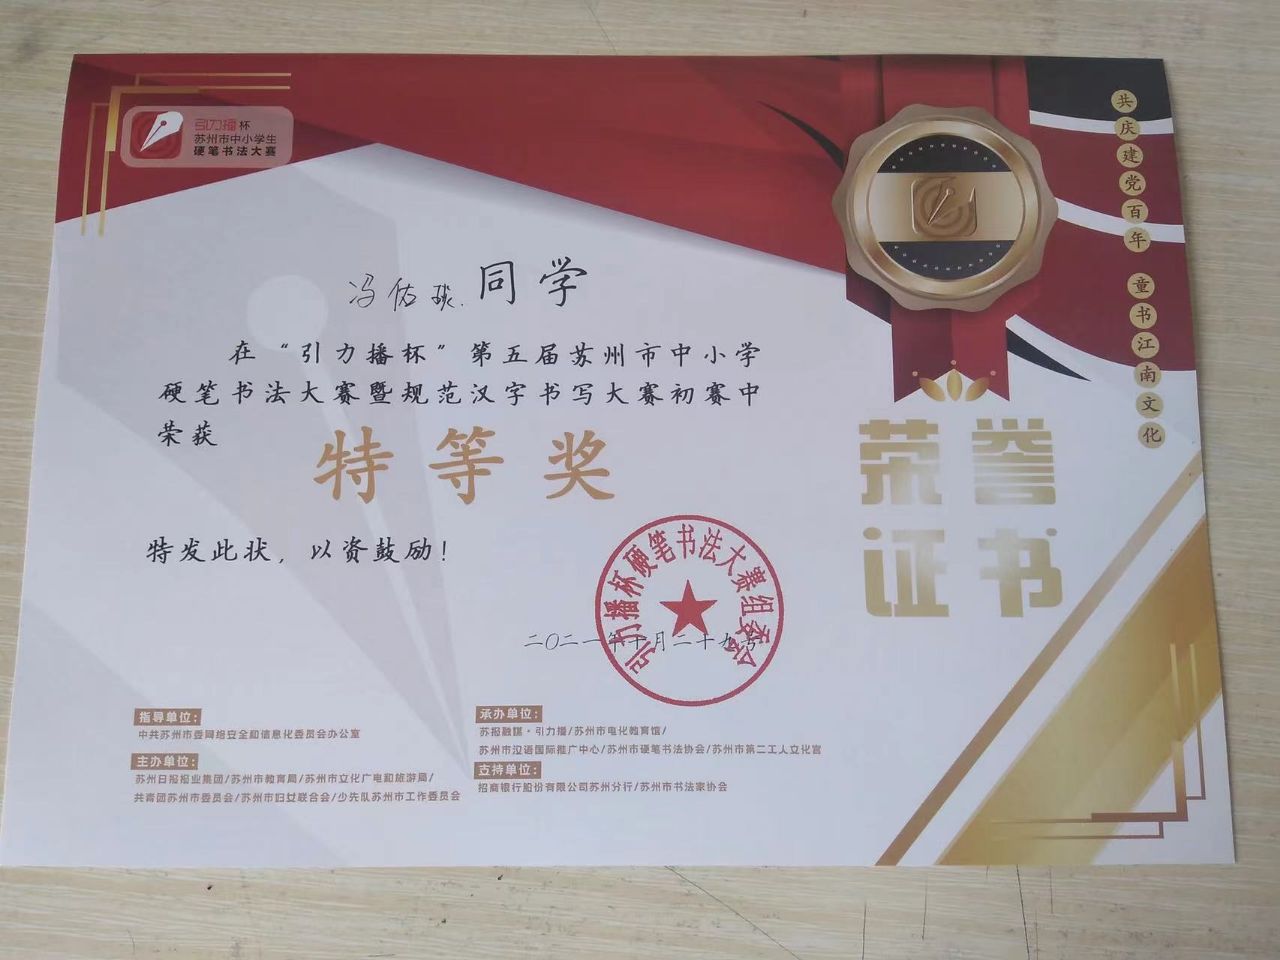 引力播杯
苏州市中小学生
硬笔书法大赛
共庆建党百年 童书江南文化
冯佑 同学
在“引力播杯”第五届苏州市中小学
硬笔书法大赛暨规范汉字书写大赛初赛中
荣获
特等奖
特发此状，以资鼓励！
荣誉
证书
引力播杯硬笔书法大赛组委会
二〇二一年十月二十九号
指导单位：
中共苏州市委网络安全和信息化委员会办公室
主办单位：
苏州日报报业集团/苏州市教育局/苏州市文化广电和旅游局/
共青团苏州市委员会/苏州市妇女联合会/少先队苏州市工作委员会
承办单位：
苏报融媒·引力播/苏州市电化教育馆/
苏州市汉语国际推广中心/苏州市硬笔书法协会/苏州市第二工人文化宫
支持单位：
招商银行股份有限公司苏州分行/苏州市书法家协会